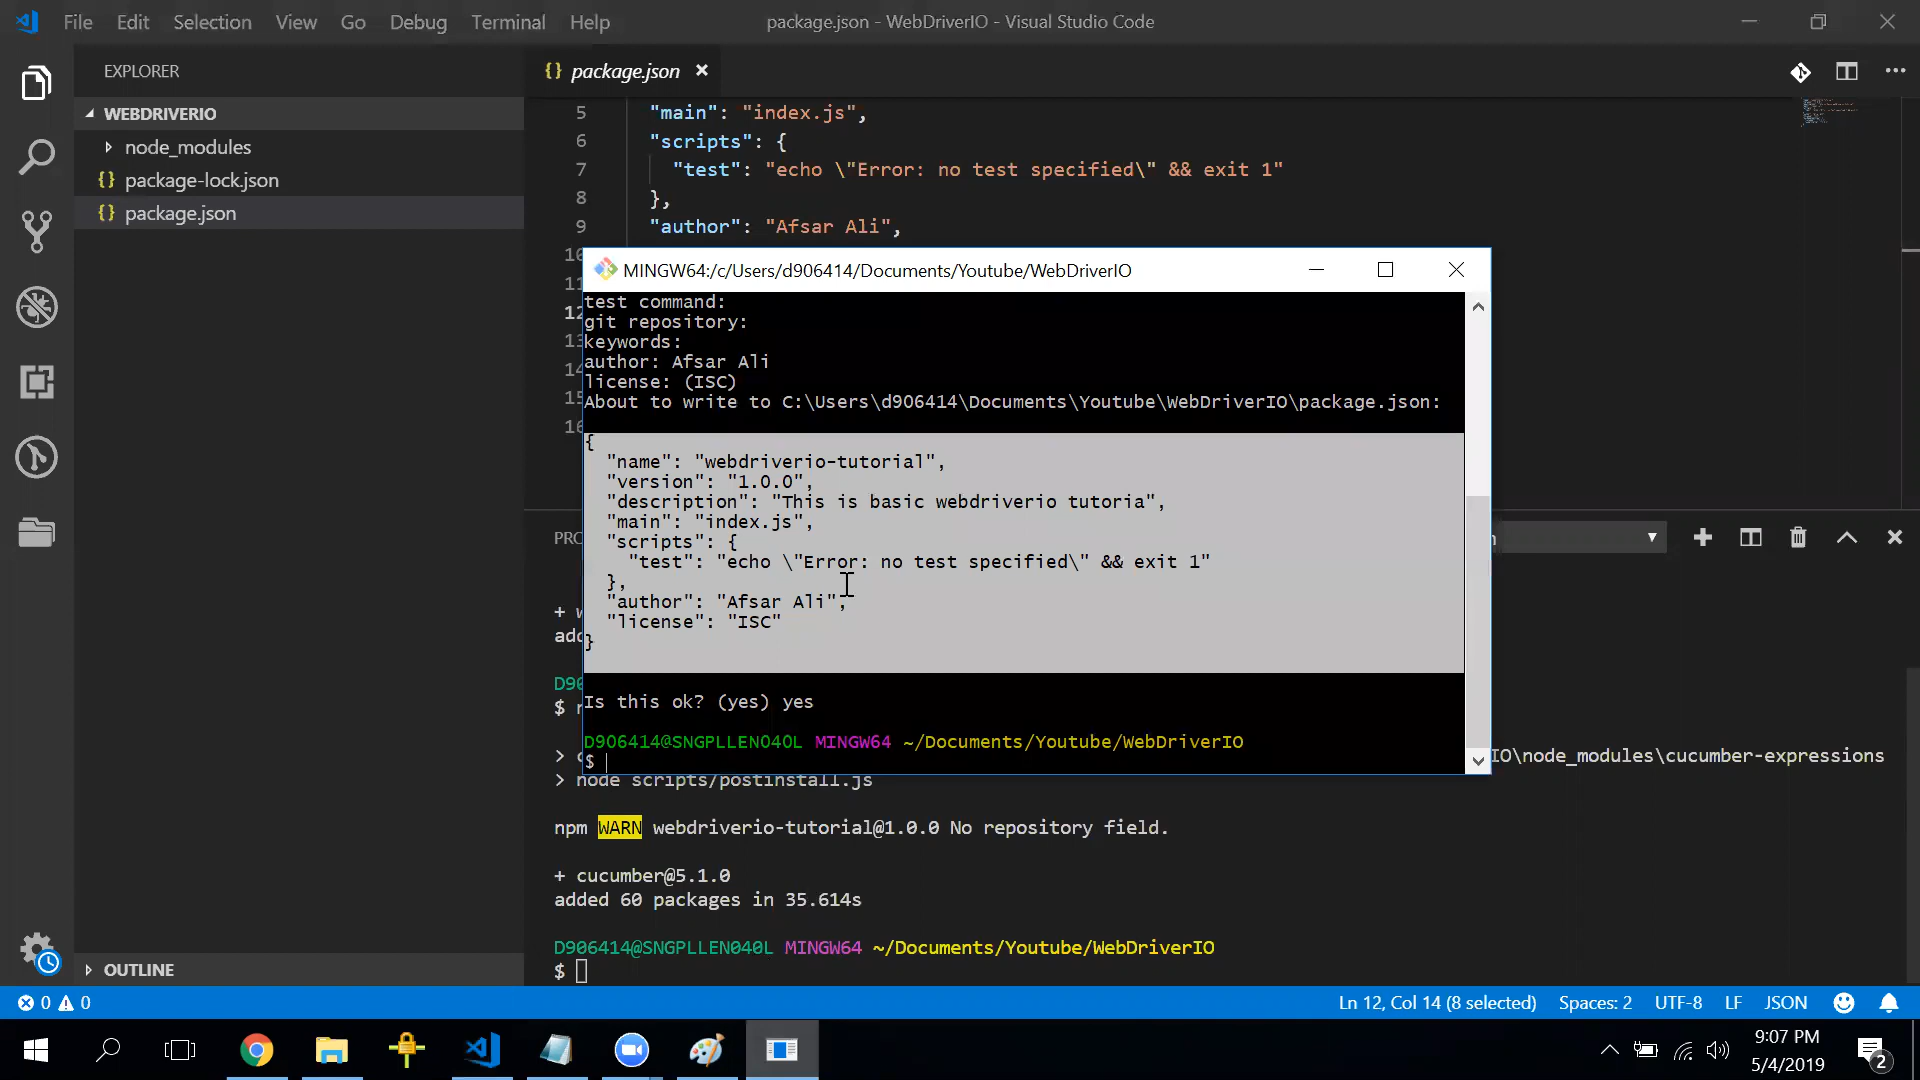 File Edit Selection View Go Debug Terminal Help
package.json - WebDriverIO - Visual Studio Code
EXPLORER
WEBDRIVERIO
node_modules
{} package-lock.json
{} package.json
OUTLINE
{} package.json ×
5 "main": "index.js",
6 "scripts": {
7 "test": "echo \"Error: no test specified\" && exit 1"
8 },
9 "author": "Afsar Ali",
10
11
12
13
14
15
16
MINGW64:/c/Users/d906414/Documents/Youtube/WebDriverIO
test command:
git repository:
keywords:
author: Afsar Ali
license: (ISC)
About to write to C:\Users\d906414\Documents\Youtube\WebDriverIO\package.json:
{
"name": "webdriverio-tutorial",
"version": "1.0.0",
"description": "This is basic webdriverio tutoria",
"main": "index.js",
"scripts": {
"test": "echo \"Error: no test specified\" && exit 1"
},
"author": "Afsar Ali",
"license": "ISC"
}
Is this ok? (yes) yes
D906414@SNGPLLEN040L MINGW64 ~/Documents/Youtube/WebDriverIO
$
IO\node_modules\cucumber-expressions
> node scripts/postinstall.js
npm WARN webdriverio-tutorial@1.0.0 No repository field.
+ cucumber@5.1.0
added 60 packages in 35.614s
D906414@SNGPLLEN040L MINGW64 ~/Documents/Youtube/WebDriverIO
$
0 0
Ln 12, Col 14 (8 selected) Spaces: 2 UTF-8 LF JSON
9:07 PM
5/4/2019
2